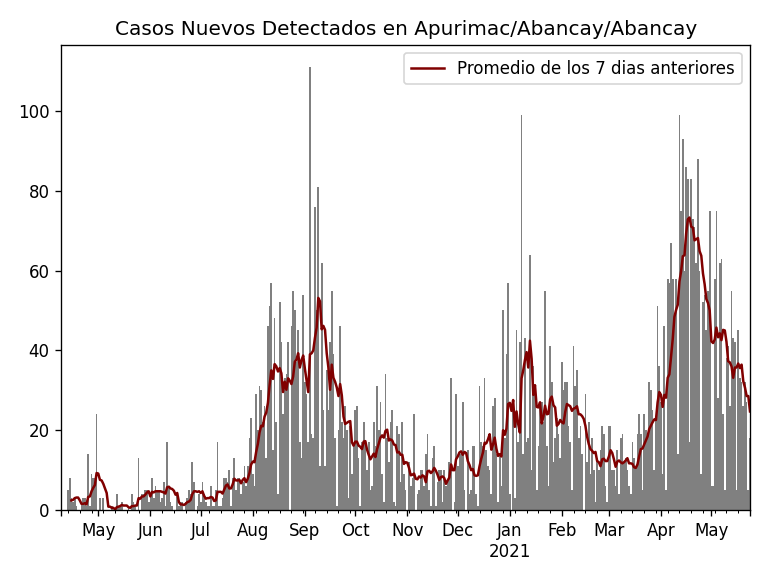 Casos Nuevos Detectados en Apurimac/Abancay/Abancay
Promedio de los 7 dias anteriores
100
80
60
40
20
0
May Jun Jul Aug Sep Oct Nov Dec Jan Feb Mar Apr May
2021